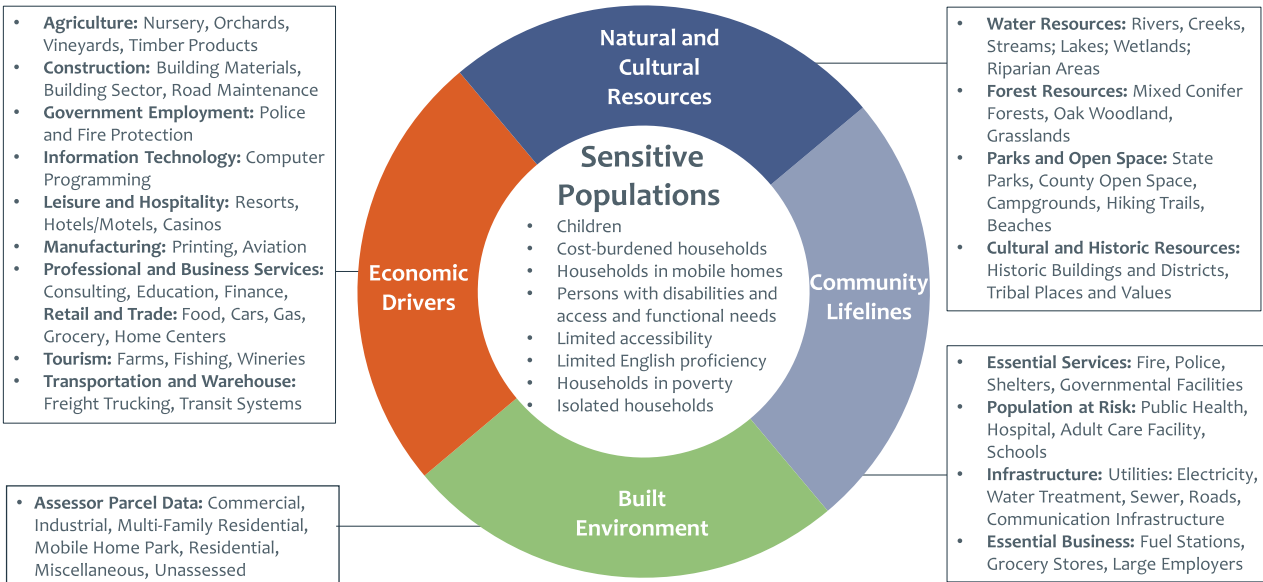 • Agriculture: Nursery, Orchards,
Vineyards, Timber Products
• Construction: Building Materials,
Building Sector, Road Maintenance
• Government Employment: Police
and Fire Protection
• Information Technology: Computer
Programming
• Leisure and Hospitality: Resorts,
Hotels/Motels, Casinos
• Manufacturing: Printing, Aviation
• Professional and Business Services:
Consulting, Education, Finance,
Retail and Trade: Food, Cars, Gas,
Grocery, Home Centers
• Tourism: Farms, Fishing, Wineries
• Transportation and Warehouse:
Freight Trucking, Transit Systems
• Assessor Parcel Data: Commercial,
Industrial, Multi-Family Residential,
Mobile Home Park, Residential,
Miscellaneous, Unassessed
Natural and
Cultural
Resources
Economic
Drivers
Sensitive
Populations
• Children
• Cost-burdened households
• Households in mobile homes
• Persons with disabilities and
access and functional needs
• Limited accessibility
• Limited English proficiency
• Households in poverty
• Isolated households
Community
Lifelines
Built
Environment
• Water Resources: Rivers, Creeks,
Streams; Lakes; Wetlands;
Riparian Areas
• Forest Resources: Mixed Conifer
Forests, Oak Woodland,
Grasslands
• Parks and Open Space: State
Parks, County Open Space,
Campgrounds, Hiking Trails,
Beaches
• Cultural and Historic Resources:
Historic Buildings and Districts,
Tribal Places and Values
• Essential Services: Fire, Police,
Shelters, Governmental Facilities
• Population at Risk: Public Health,
Hospital, Adult Care Facility,
Schools
• Infrastructure: Utilities: Electricity,
Water Treatment, Sewer, Roads,
Communication Infrastructure
• Essential Business: Fuel Stations,
Grocery Stores, Large Employers